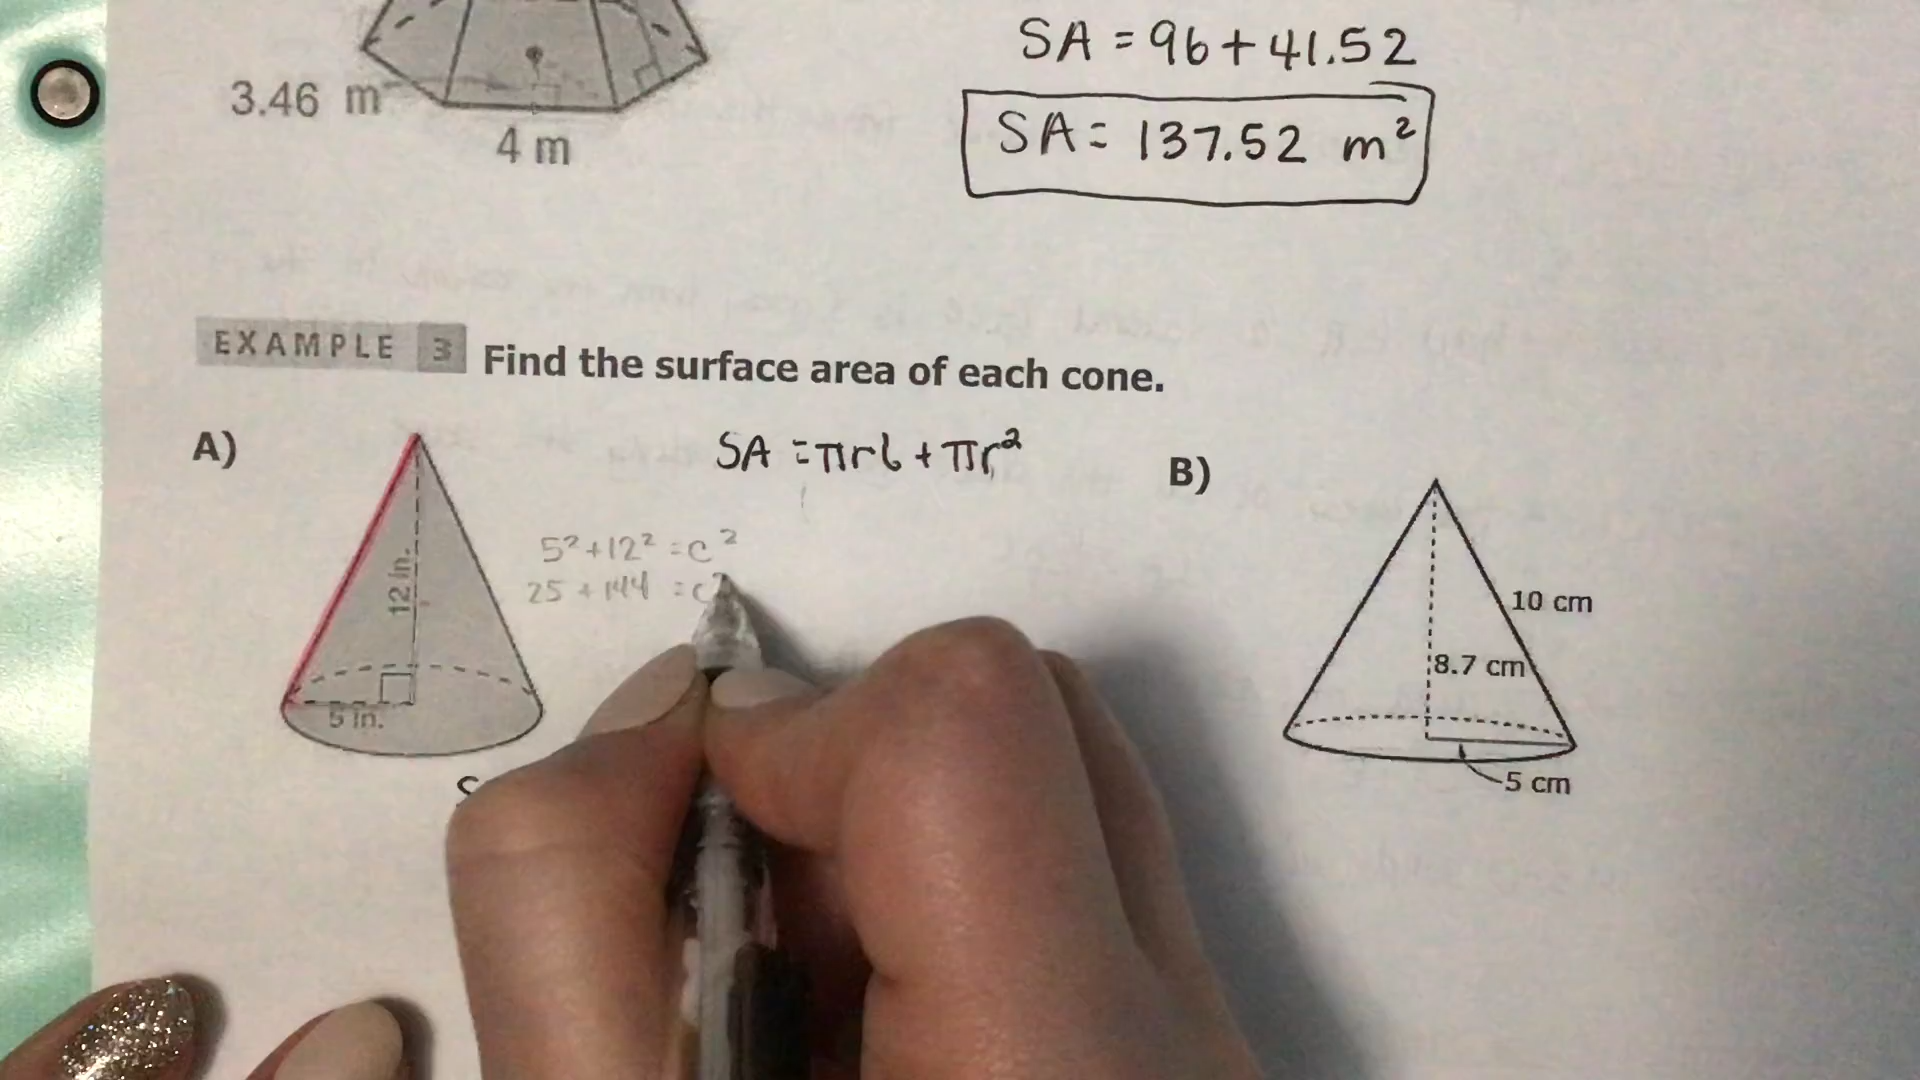 SA = 96 + 41.52
3.46 m
4 m
SA = 137.52 m²
EXAMPLE 3 Find the surface area of each cone.
A)
SA = πrl + πr²
B)
5² + 12² = c²
25 + 144 = c²
12 in.
5 in.
10 cm
8.7 cm
5 cm
S